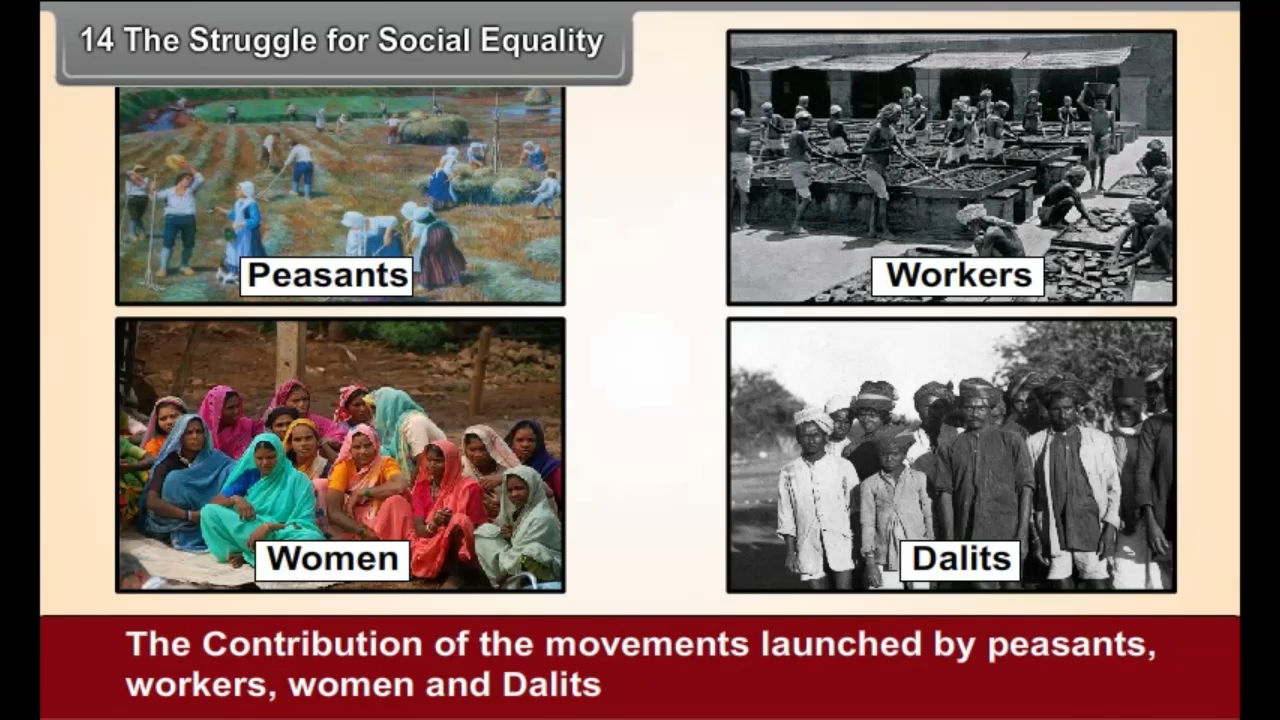 14 The Struggle for Social Equality
Peasants
Workers
Women
Dalits
The Contribution of the movements launched by peasants,
workers, women and Dalits